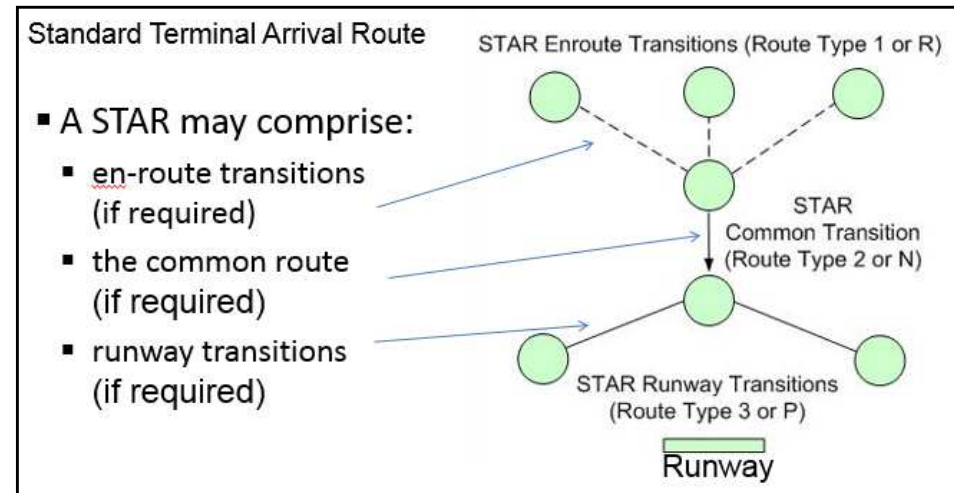 Standard Terminal Arrival Route
▪ A STAR may comprise:
▪ en-route transitions
(if required)
▪ the common route
(if required)
▪ runway transitions
(if required)
STAR Enroute Transitions (Route Type 1 or R)
STAR
Common Transition
(Route Type 2 or N)
STAR Runway Transitions
(Route Type 3 or P)
Runway